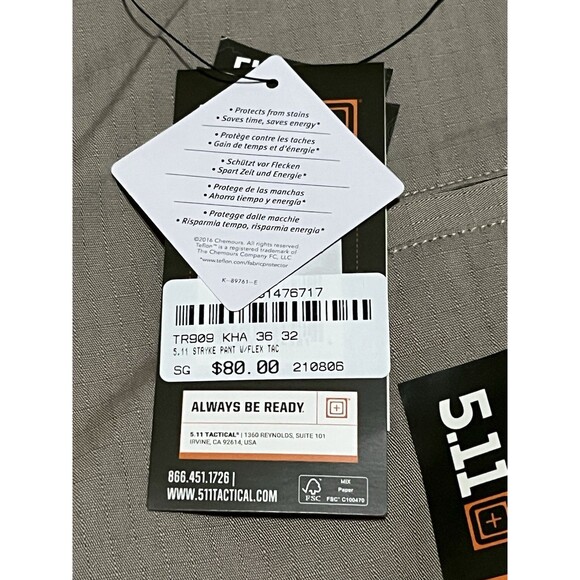 • Protects from stains
• Saves time, saves energy*
• Protège contre les taches
• Gain de temps et d'énergie*
• Schützt vor Flecken
• Spart Zeit und Energie*
• Protege de las manchas
• Ahorra tiempo y energía*
• Protegge dalle macchie
• Risparmia tempo, risparmia energia*
©2016 Chemours. All rights reserved.
Teflon™ is a registered trademark of
The Chemours Company FC, LLC.
*www.teflon.com/fabricprotector
K-89761-E
1476717
TR909 KHA 36 32
5.11 STRYKE PANT W/FLEX TAC
SG $80.00 210806
ALWAYS BE READY.
5.11 TACTICAL® | 1360 REYNOLDS, SUITE 101
IRVINE, CA 92614, USA
866.451.1726 |
WWW.511TACTICAL.COM
FSC
MIX
Paper
FSC® C100470
5.11